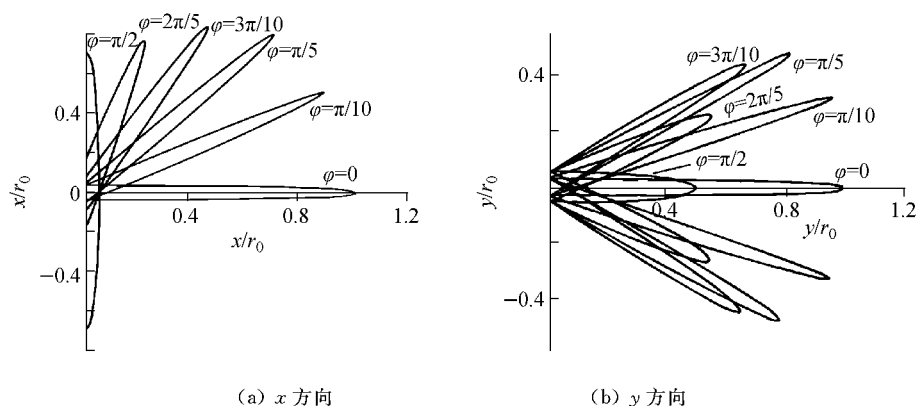 φ=π/2
φ=2π/5
φ=3π/10
φ=π/5
φ=π/10
φ=0
0.4
0
−0.4
0.4
0.8
1.2
x/r₀
x/r₀
(a) x 方向
φ=3π/10
φ=π/5
φ=2π/5
φ=π/10
φ=π/2
φ=0
0.4
0
−0.4
0.4
0.8
1.2
y/r₀
y/r₀
(b) y 方向